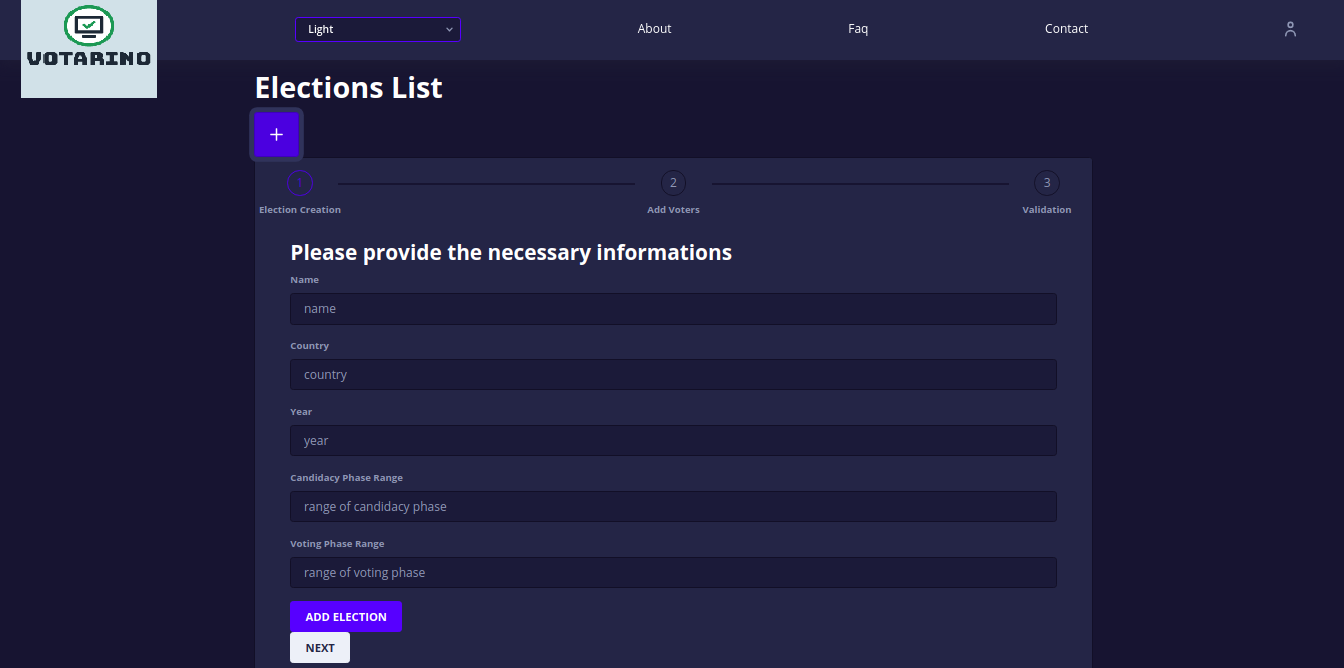 VOTARINO
Light
About
Faq
Contact
Elections List
+
1
2
3
Election Creation
Add Voters
Validation
Please provide the necessary informations
Name
name
Country
country
Year
year
Candidacy Phase Range
range of candidacy phase
Voting Phase Range
range of voting phase
ADD ELECTION
NEXT